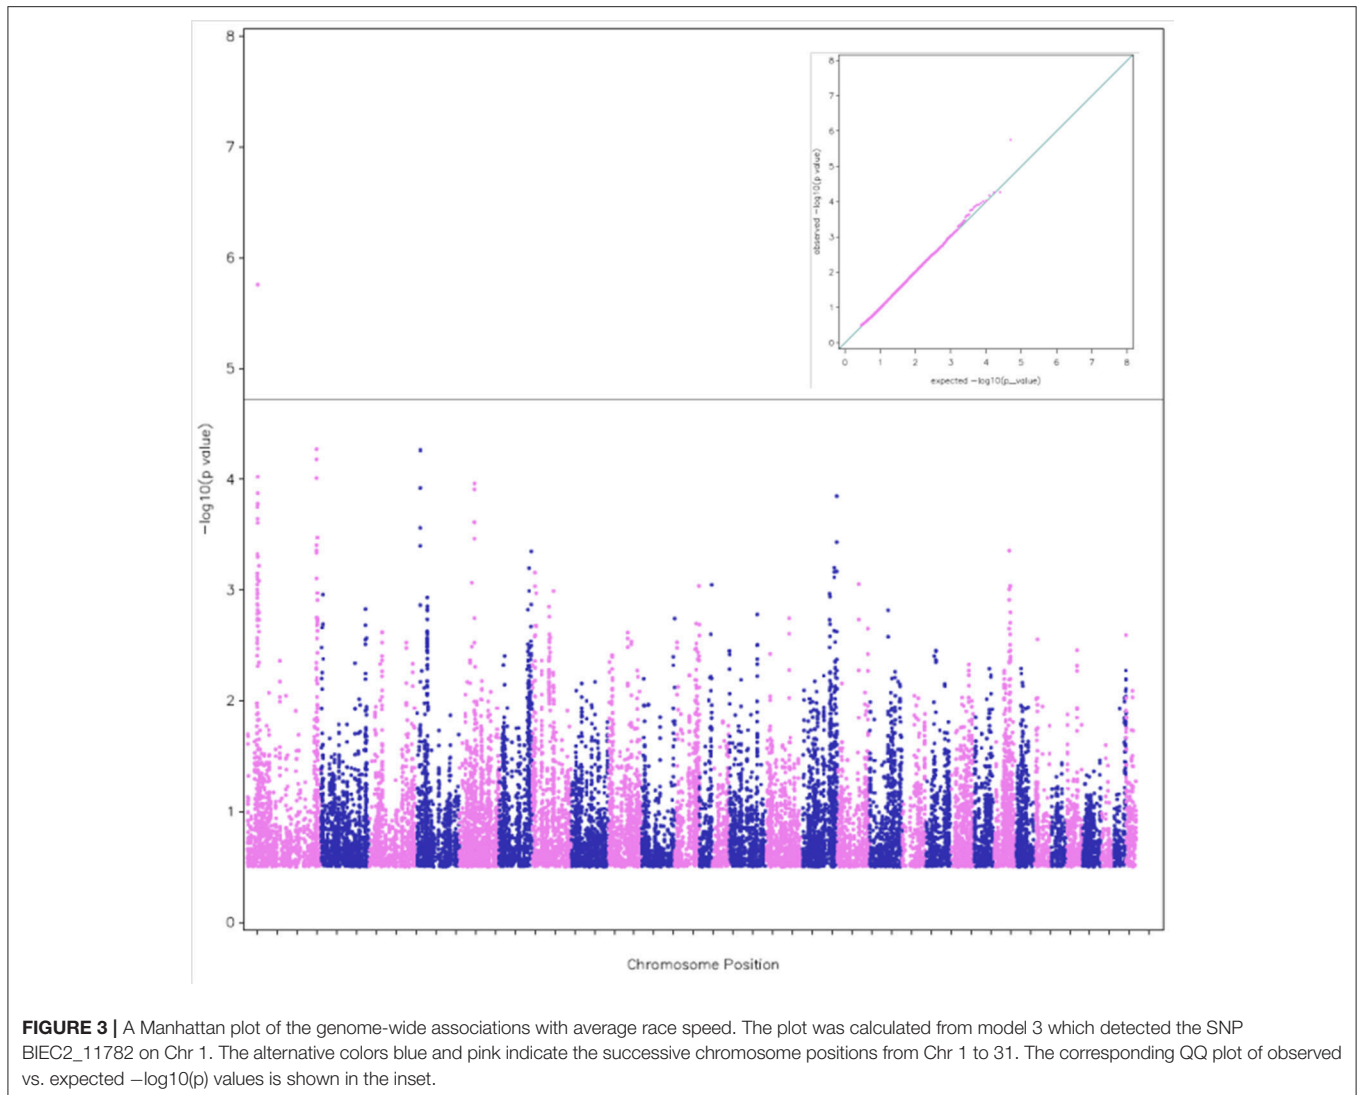 8
7
6
5
4
3
2
1
0
−log10(p value)
Chromosome Position
8
7
6
5
4
3
2
1
0
observed −log10(p value)
0 1 2 3 4 5 6 7 8
expected −log10(p_value)
FIGURE 3 | A Manhattan plot of the genome-wide associations with average race speed. The plot was calculated from model 3 which detected the SNP
BIEC2_11782 on Chr 1. The alternative colors blue and pink indicate the successive chromosome positions from Chr 1 to 31. The corresponding QQ plot of observed
vs. expected −log10(p) values is shown in the inset.